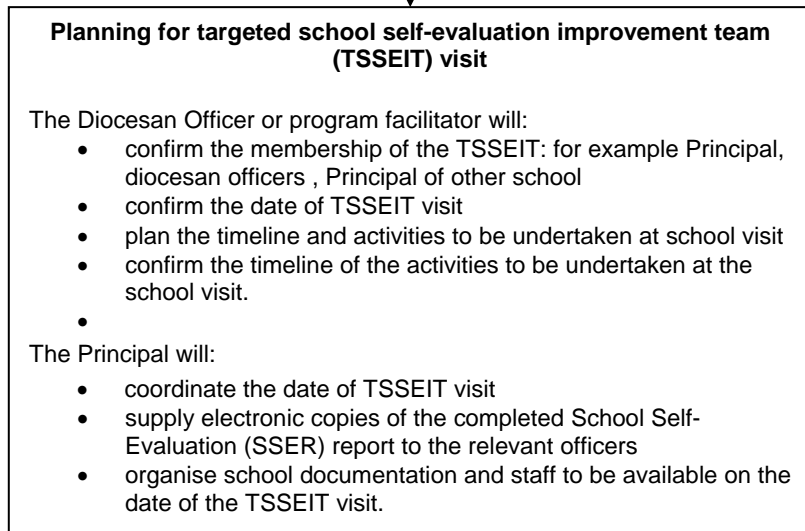 Planning for targeted school self-evaluation improvement team
(TSSEIT) visit
The Diocesan Officer or program facilitator will:
• confirm the membership of the TSSEIT: for example Principal,
diocesan officers , Principal of other school
• confirm the date of TSSEIT visit
• plan the timeline and activities to be undertaken at school visit
• confirm the timeline of the activities to be undertaken at the
school visit.
•
The Principal will:
• coordinate the date of TSSEIT visit
• supply electronic copies of the completed School Self-
Evaluation (SSER) report to the relevant officers
• organise school documentation and staff to be available on the
date of the TSSEIT visit.